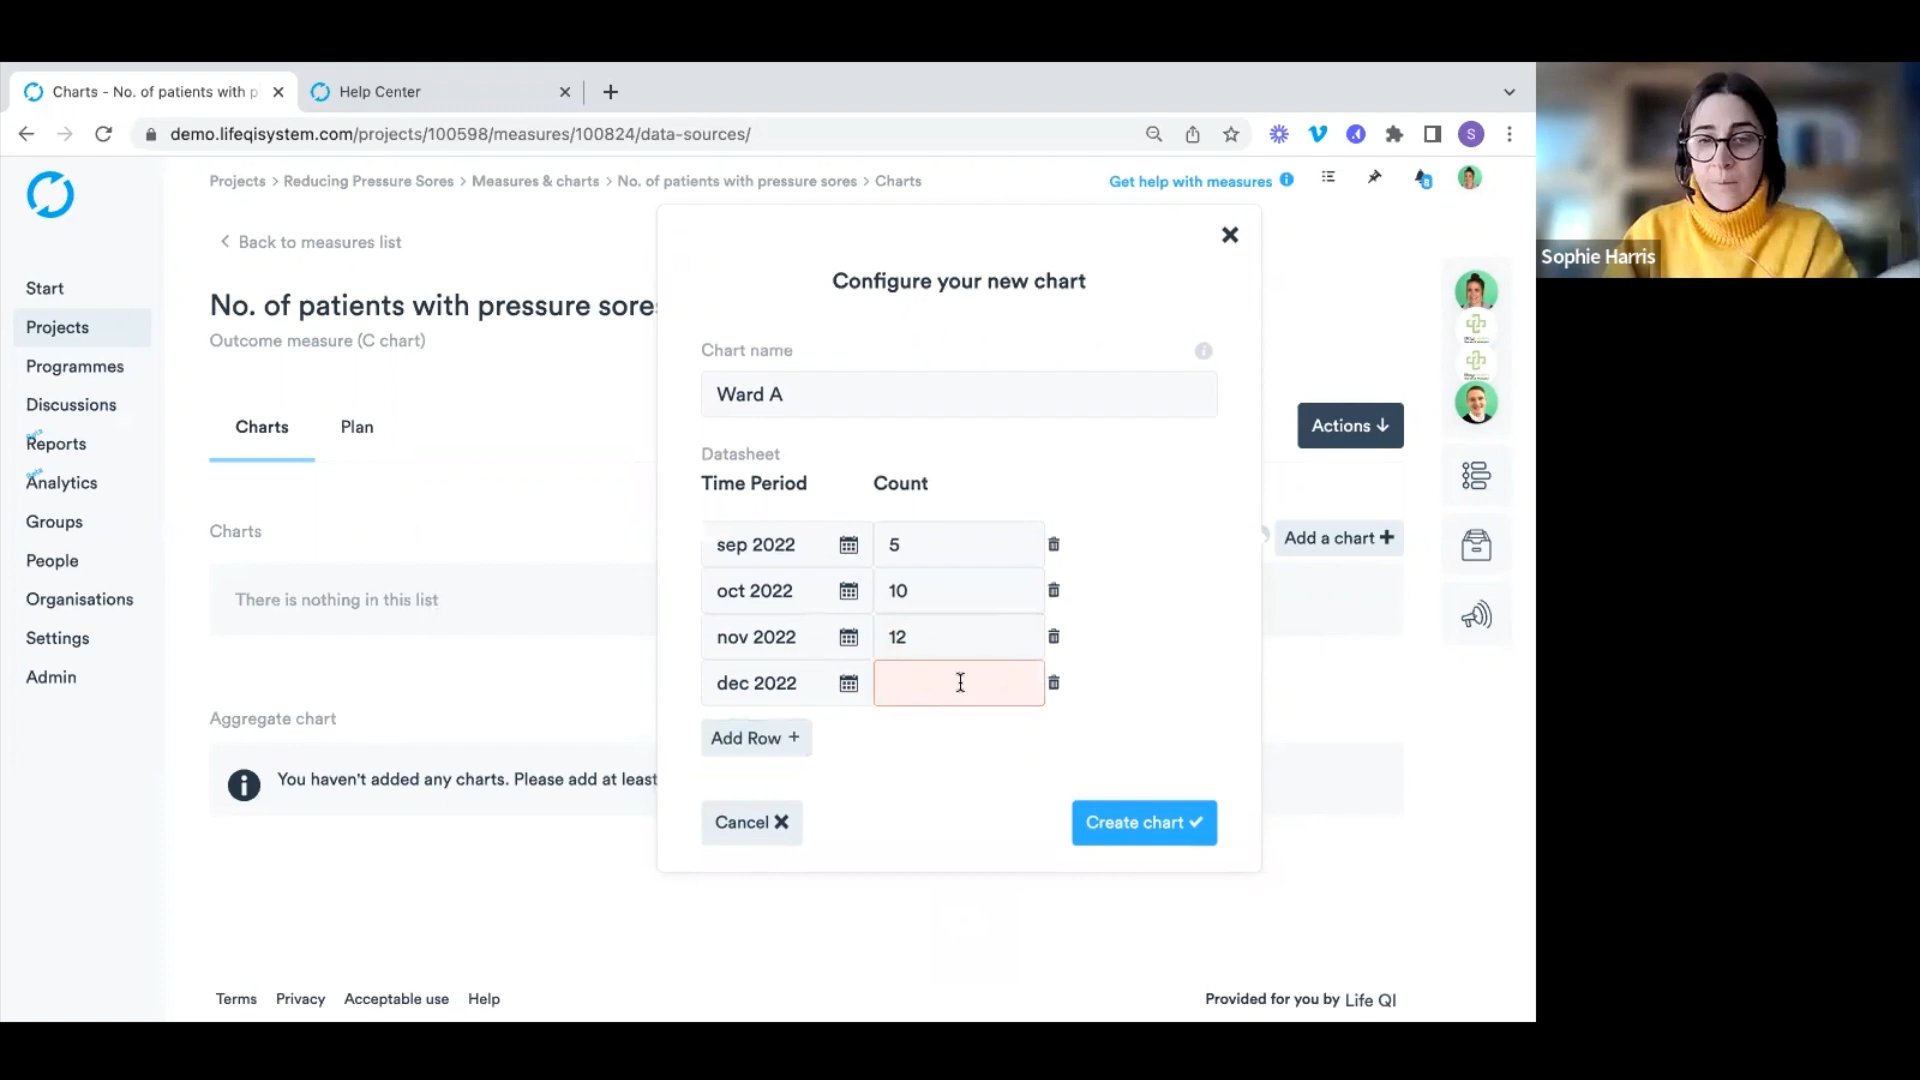 Charts - No. of patients with p
Help Center
demo.lifeqisystem.com/projects/100598/measures/100824/data-sources/
S
Projects > Reducing Pressure Sores > Measures & charts > No. of patients with pressure sores > Charts
Get help with measures
8
Sophie Harris
Back to measures list
Configure your new chart
No. of patients with pressure sores
Outcome measure (C chart)
Start
Projects
Programmes
Discussions
Beta
Reports
Beta
Analytics
Groups
People
Organisations
Settings
Admin
Charts
Plan
Chart name
Ward A
Actions
Datasheet
Time Period
Count
sep 2022
5
oct 2022
10
nov 2022
12
dec 2022
Add Row +
Cancel
Create chart
Charts
Add a chart
There is nothing in this list
Aggregate chart
You haven't added any charts. Please add at least
Terms
Privacy
Acceptable use
Help
Provided for you by Life QI